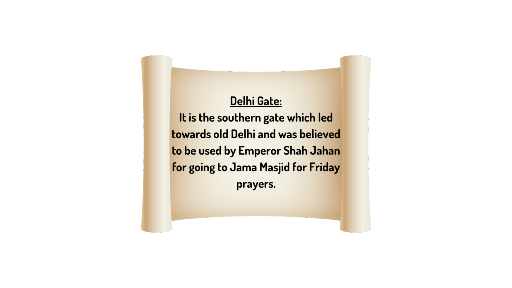 Delhi Gate:
It is the southern gate which led
towards old Delhi and was believed
to be used by Emperor Shah Jahan
for going to Jama Masjid for Friday
prayers.